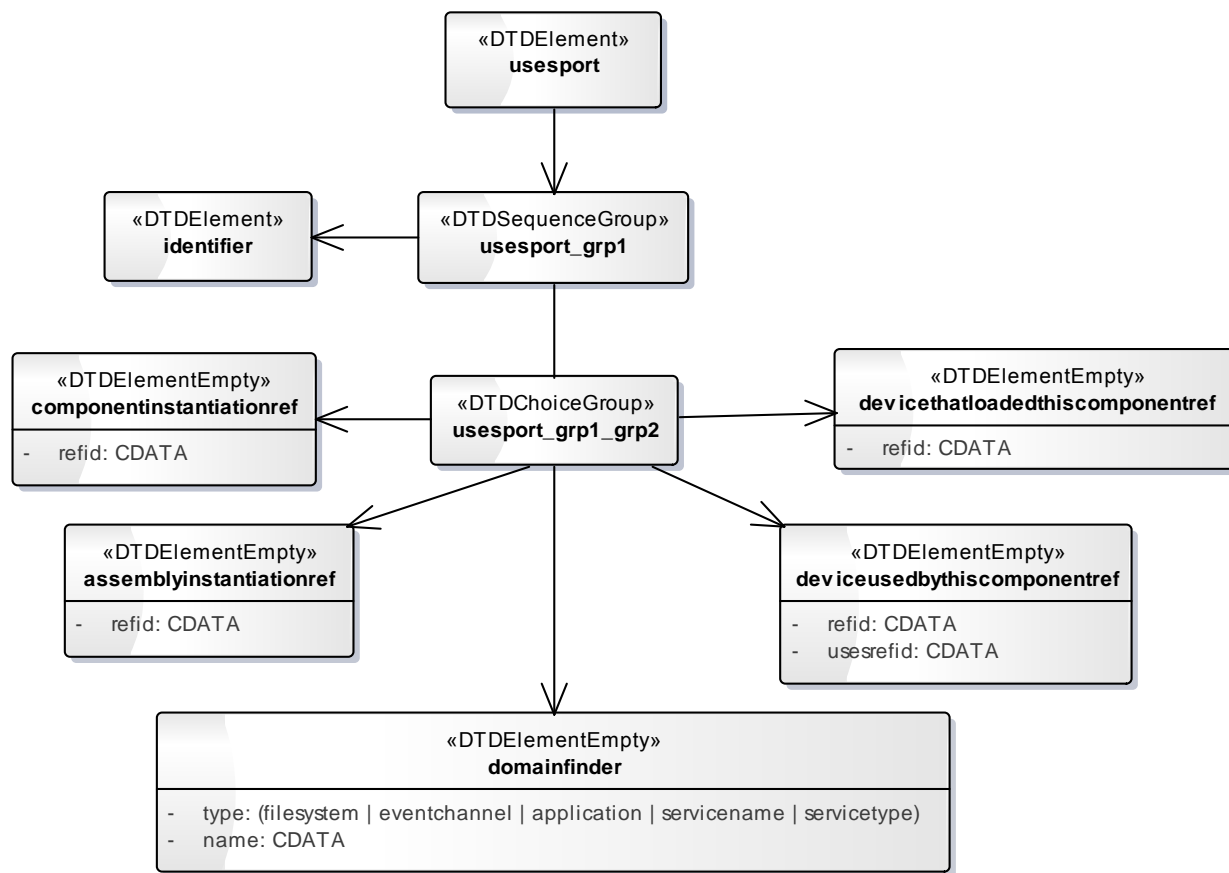 «DTDElement»
usesport
«DTDElement»
identifier
«DTDSequenceGroup»
usesport_grp1
«DTDElementEmpty»
componentinstantiationref
- refid: CDATA
«DTDChoiceGroup»
usesport_grp1_grp2
«DTDElementEmpty»
devicethatloadedthiscomponentref
- refid: CDATA
«DTDElementEmpty»
assemblyinstantiationref
- refid: CDATA
«DTDElementEmpty»
deviceusedbythiscomponentref
- refid: CDATA
- usesrefid: CDATA
«DTDElementEmpty»
domainfinder
- type: (filesystem | eventchannel | application | servicename | servicetype)
- name: CDATA